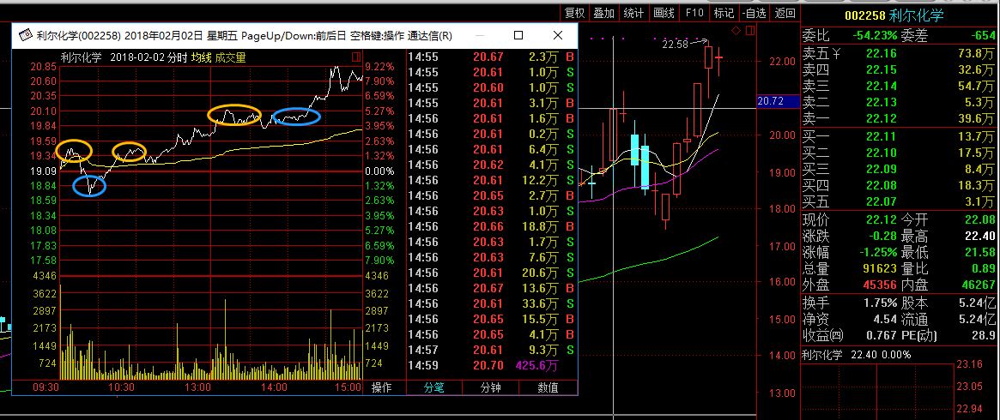 复权 叠加 统计 画线 F10 标记 -自选 返回
利尔化学(002258) 2018年02月02日 星期五 PageUp/Down:前后日 空格键:操作 通达信(R)
利尔化学 2018-02-02 分时 均线 成交量
20.85 9.22%
20.60 7.90%
20.35 6.59%
20.10 5.27%
19.84 3.95%
19.59 2.63%
19.34 1.32%
19.09 0.00%
18.84 1.32%
18.59 2.63%
18.34 3.95%
18.08 5.27%
17.83 6.59%
17.58 7.90%
4346 4346
3622 3622
2897 2897
2173 2173
1449 1449
724 724
09:30 10:30 13:00 14:00 15:00
14:55 20.67 2.3万 B
14:55 20.61 1.0万 S
14:55 20.60 1.0万 S
14:55 20.61 3.1万 B
14:56 20.61 1.6万 B
14:56 20.61 0.2万 S
14:56 20.61 6.4万 S
14:56 20.62 4.1万 S
14:56 20.61 12.2万 S
14:56 20.65 2.7万 B
14:56 20.63 1.0万 S
14:56 20.66 18.8万 B
14:56 20.63 1.7万 S
14:56 20.63 7.6万 S
14:56 20.61 20.6万 S
14:56 20.67 13.6万 B
14:56 20.61 33.6万 S
14:56 20.65 15.5万 B
14:56 20.65 4.1万 B
14:57 20.61 9.3万 S
14:59 20.70 425.6万
操作 分笔 分钟 数值
22.58
22.00
20.72
20.00
19.00
18.00
17.00
16.00
15.00
14.00
13.00
002258 利尔化学
委比 -54.23% 委差 -654
卖五￥ 22.16 73.8万
卖四 22.15 32.6万
卖三 22.14 54.7万
卖二 22.13 5.3万
卖一 22.12 39.6万
买一 22.11 13.7万
买二 22.10 17.5万
买三 22.09 8.4万
买四 22.08 18.3万
买五 22.07 3.1万
现价 22.12 今开 22.08
涨跌 -0.28 最高 22.40
涨幅 -1.25% 最低 21.58
总量 91623 量比 0.89
外盘 45356 内盘 46267
换手 1.75% 股本 5.24亿
净资 4.54 流通 5.24亿
收益㈣ 0.767 PE(动) 28.9
利尔化学 22.40 0.00%
23.16
23.05
22.94